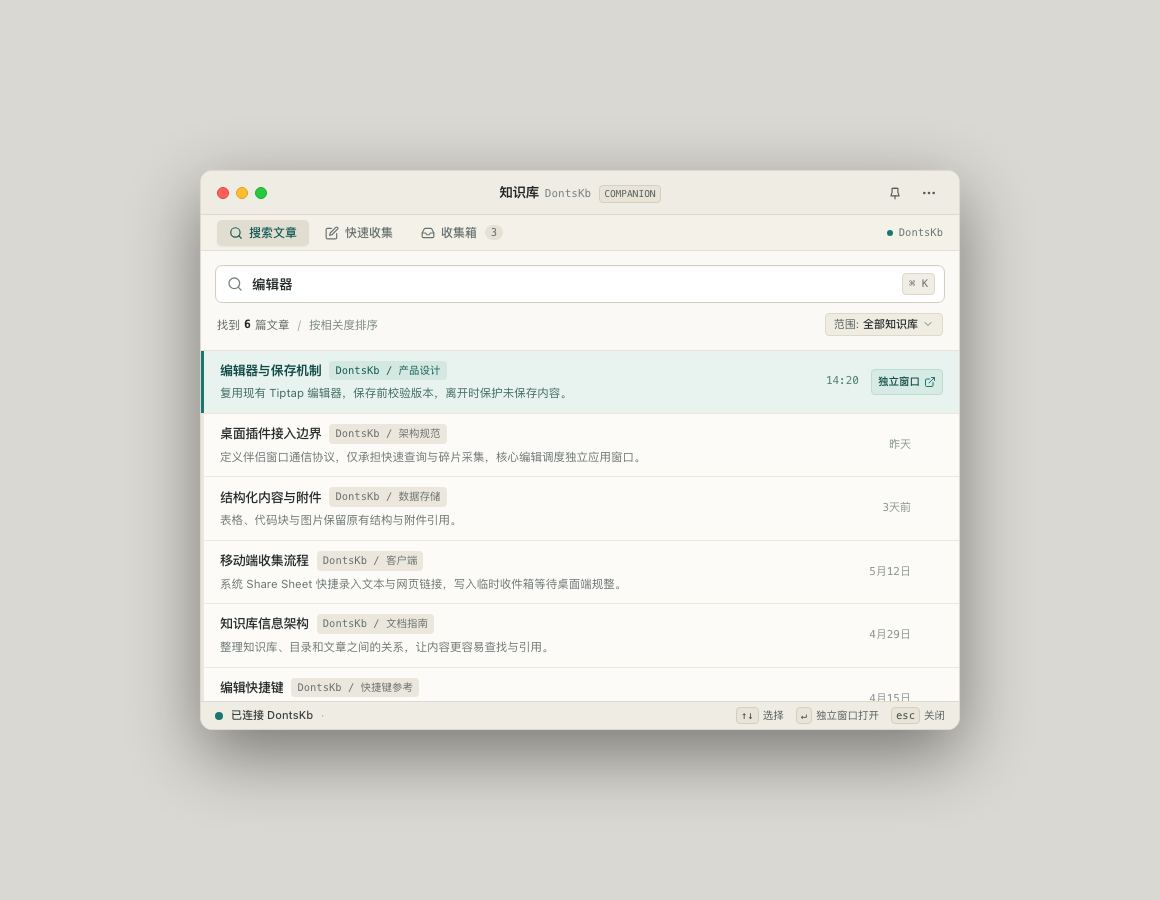 知识库 DontsKb COMPANION
搜索文章 快速收集 收集箱 3 DontsKb
编辑器 ⌘ K
找到 6 篇文章 / 按相关度排序 范围: 全部知识库
编辑器与保存机制 DontsKb / 产品设计
复用现有 Tiptap 编辑器，保存前校验版本，离开时保护未保存内容。
14:20 独立窗口
桌面插件接入边界 DontsKb / 架构规范
定义伴侣窗口通信协议，仅承担快速查询与碎片采集，核心编辑调度独立应用窗口。
昨天
结构化内容与附件 DontsKb / 数据存储
表格、代码块与图片保留原有结构与附件引用。
3天前
移动端收集流程 DontsKb / 客户端
系统 Share Sheet 快捷录入文本与网页链接，写入临时收件箱等待桌面端规整。
5月12日
知识库信息架构 DontsKb / 文档指南
整理知识库、目录和文章之间的关系，让内容更容易查找与引用。
4月29日
编辑快捷键 DontsKb / 快捷键参考
4月15日
已连接 DontsKb · ↑↓ 选择 ↵ 独立窗口打开 esc 关闭